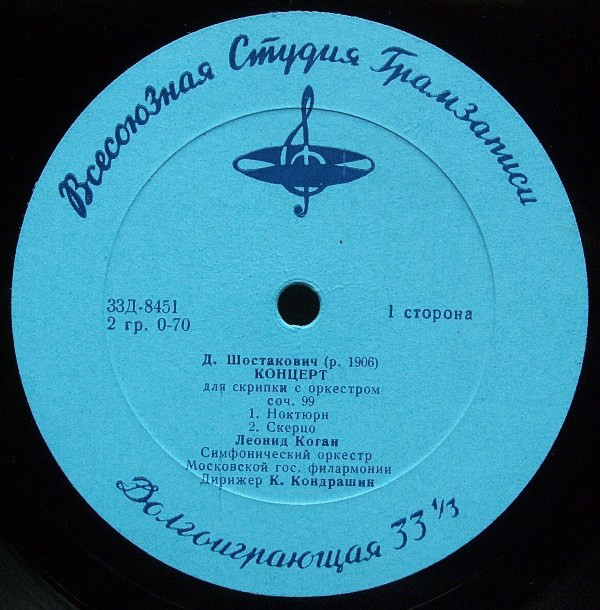 Всесоюзная Студия Грамзаписи
33Д-8451
2 гр. 0-70
1 сторона
Д. Шостакович (р. 1906)
КОНЦЕРТ
для скрипки с оркестром
соч. 99
1. Ноктюрн
2. Скерцо
Леонид Коган
Симфонический оркестр
Московской гос. филармонии
Дирижер К. Кондрашин
Долгоиграющая 33 1/3